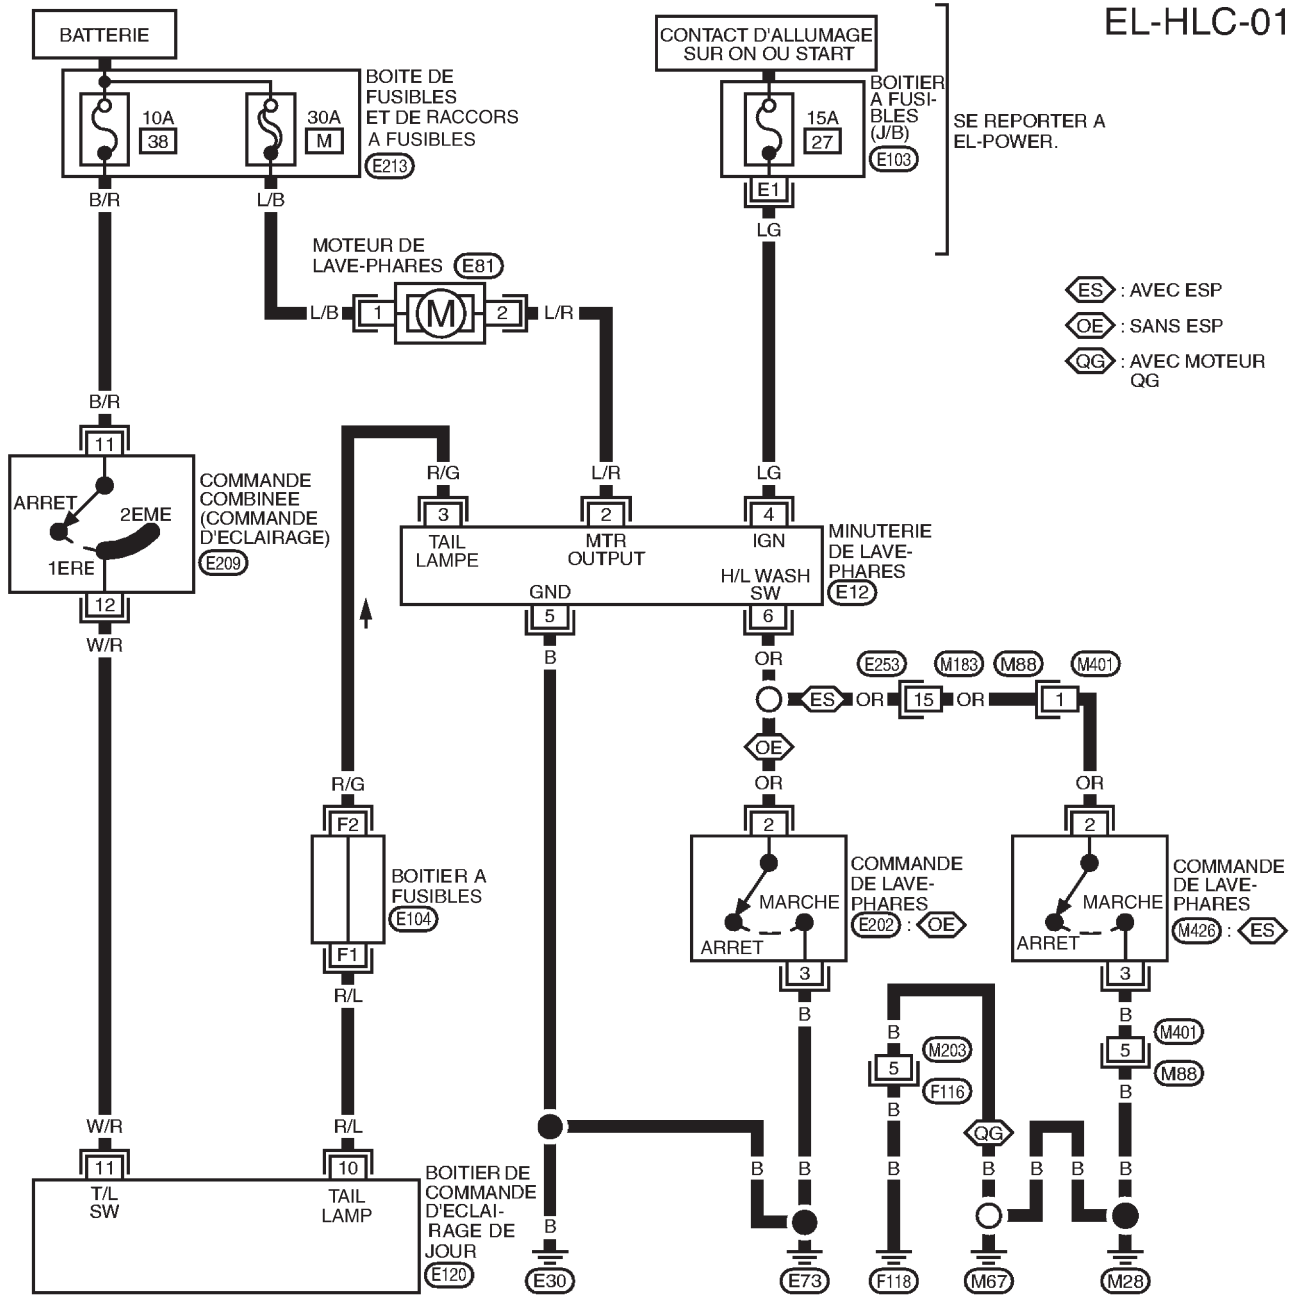 EL-HLC-01
BATTERIE
BOITE DE
FUSIBLES
ET DE RACCORS
A FUSIBLES
E213
10A
38
30A
M
B/R
L/B
CONTACT D'ALLUMAGE
SUR ON OU START
BOITIER
A FUSI-
BLES
(J/B)
E103
15A
27
E1
LG
SE REPORTER A
EL-POWER.
MOTEUR DE
LAVE-PHARES
E81
L/B
1
M
2
L/R
ES : AVEC ESP
OE : SANS ESP
QG : AVEC MOTEUR
QG
B/R
11
ARRET
2EME
1ERE
COMMANDE
COMBINEE
(COMMANDE
D'ECLAIRAGE)
E209
12
W/R
R/G
L/R
LG
3
2
4
TAIL
LAMPE
MTR
OUTPUT
IGN
GND
H/L WASH
SW
MINUTERIE
DE LAVE-
PHARES
E12
5
6
B
OR
E253
M183
M88
M401
ES
OR
15
OR
1
OE
OR
OR
R/G
F2
BOITIER A
FUSIBLES
E104
F1
R/L
2
MARCHE
ARRET
COMMANDE
DE LAVE-
PHARES
E202 : OE
3
B
2
MARCHE
ARRET
COMMANDE
DE LAVE-
PHARES
M426 : ES
3
B
M401
5
M88
B
B
M203
5
F116
B
QG
W/R
R/L
11
10
T/L
SW
TAIL
LAMP
BOITIER DE
COMMANDE
D'ECLAI-
RAGE DE
JOUR
E120
B
B
B
B
B
B
B
B
E30
E73
F118
M67
M28